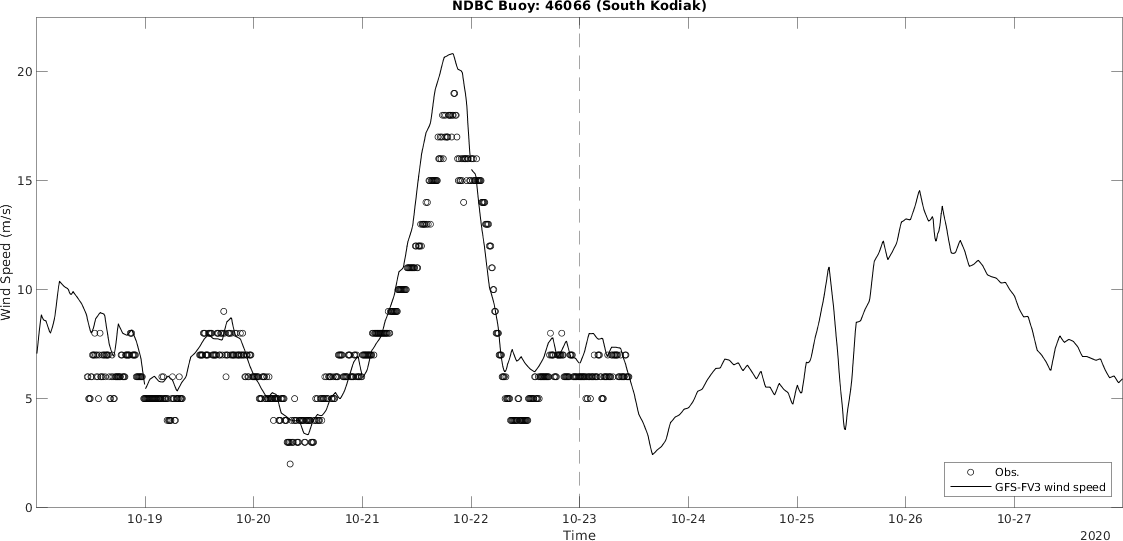 NDBC Buoy: 46066 (South Kodiak)
Wind Speed (m/s)
20
15
10
5
0
10-19 10-20 10-21 10-22 10-23 10-24 10-25 10-26 10-27
Time
2020
Obs.
GFS-FV3 wind speed